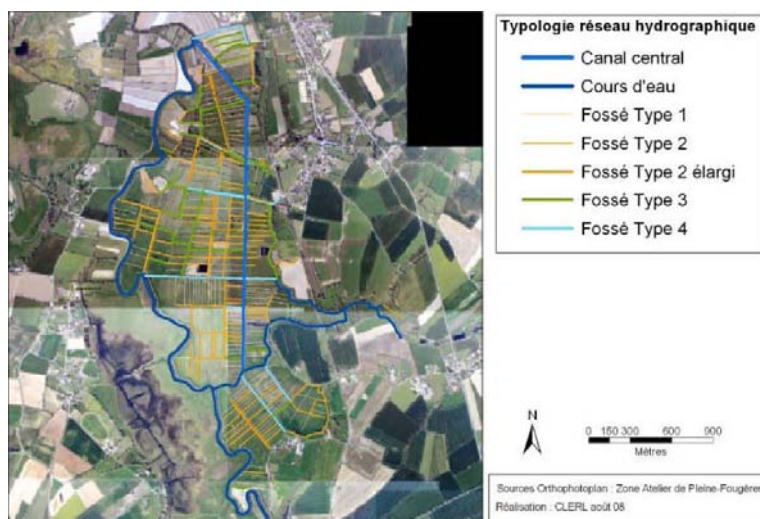 Typologie réseau hydrographique
Canal central
Cours d'eau
Fossé Type 1
Fossé Type 2
Fossé Type 2 élargi
Fossé Type 3
Fossé Type 4
N
0 150 300 600 900
Mètres
Sources Orthophotoplan : Zone Atelier de Pleine-Fougères
Réalisation : CLERL août 08